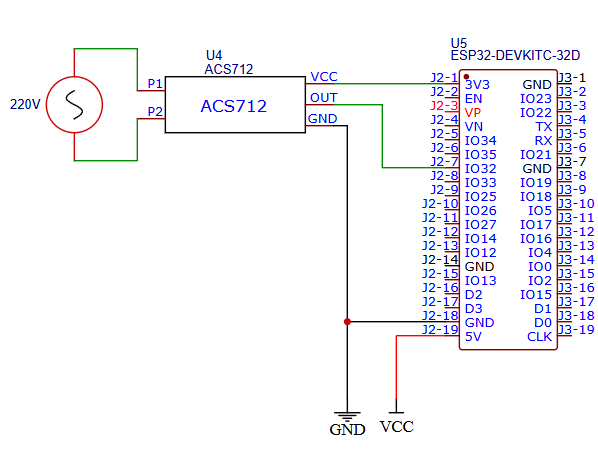 U4
ACS712
220V
P1
P2
ACS712
VCC
OUT
GND
U5
ESP32-DEVKITC-32D
J2-1 3V3 GND J3-1
J2-2 EN IO23 J3-2
J2-3 VP IO22 J3-3
J2-4 VN TX J3-4
J2-5 IO34 RX J3-5
J2-6 IO35 IO21 J3-6
J2-7 IO32 GND J3-7
J2-8 IO33 IO19 J3-8
J2-9 IO25 IO18 J3-9
J2-10 IO26 IO5 J3-10
J2-11 IO27 IO17 J3-11
J2-12 IO14 IO16 J3-12
J2-13 IO12 IO4 J3-13
J2-14 GND IO0 J3-14
J2-15 IO13 IO2 J3-15
J2-16 D2 IO15 J3-16
J2-17 D3 D1 J3-17
J2-18 GND D0 J3-18
J2-19 5V CLK J3-19
GND
VCC